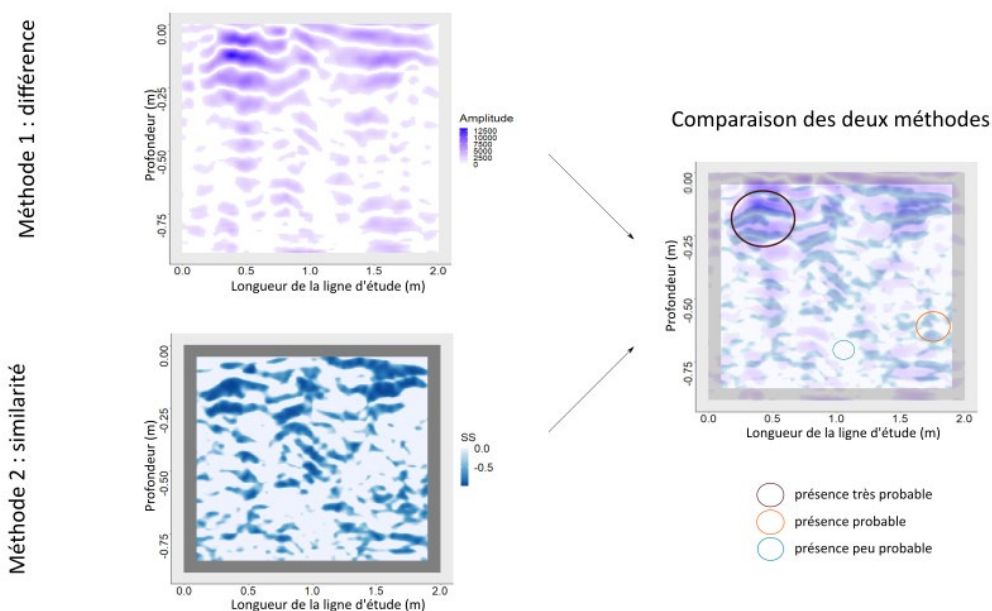 Méthode 1 : différence
Profondeur (m)
0.00
-0.25
-0.50
-0.75
0.0
0.5
1.0
1.5
2.0
Longueur de la ligne d'étude (m)
Amplitude
12500
10000
7500
5000
2500
0
Méthode 2 : similarité
Profondeur (m)
0.00
-0.25
-0.50
-0.75
0.0
0.5
1.0
1.5
2.0
Longueur de la ligne d'étude (m)
SS
0.0
-0.5
Comparaison des deux méthodes
Profondeur (m)
0.00
-0.25
-0.50
-0.75
0.0
0.5
1.0
1.5
2.0
Longueur de la ligne d'étude (m)
présence très probable
présence probable
présence peu probable